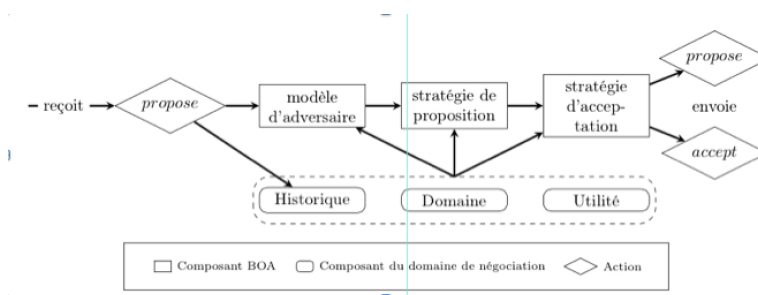 reçoit
propose
modèle
d'adversaire
stratégie de
proposition
stratégie
d'accep-
tation
propose
envoie
accept
Historique
Domaine
Utilité
Composant BOA
Composant du domaine de négociation
Action